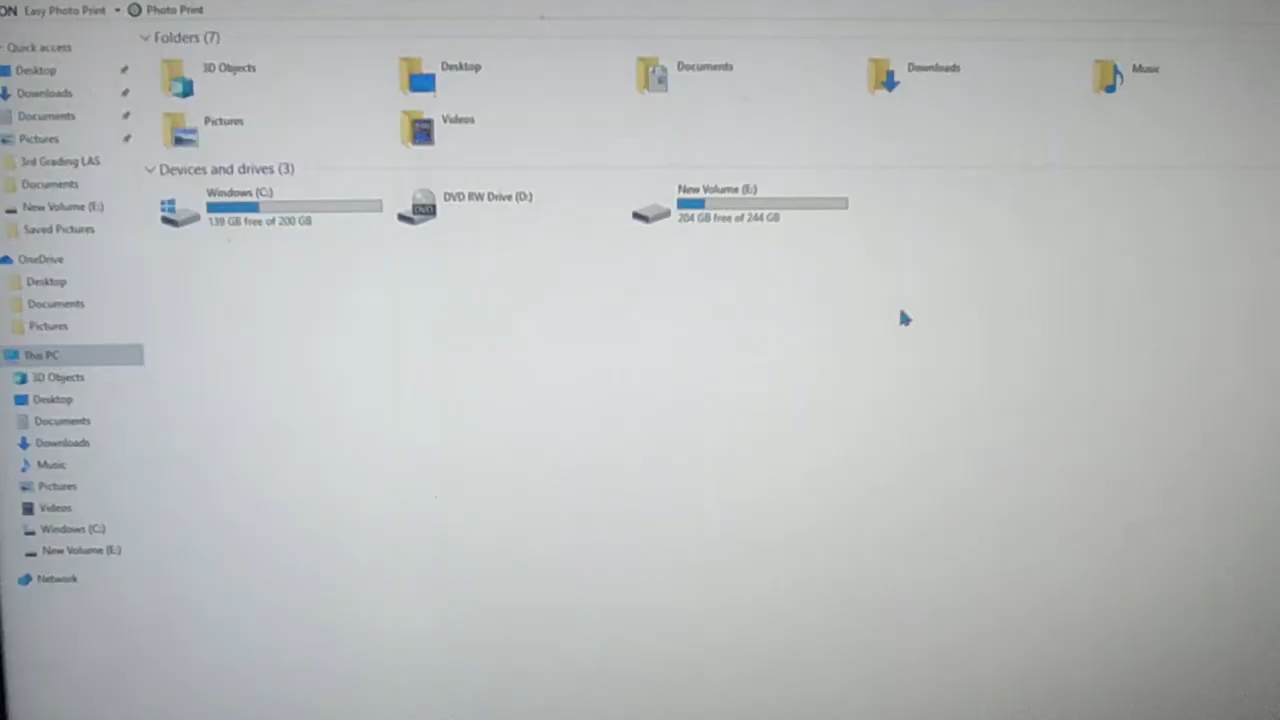 ON Easy Photo Print Photo Print
Quick access
Desktop
Downloads
Documents
Pictures
3rd Grading LAS
Documents
New Volume (E:)
Saved Pictures
OneDrive
Desktop
Documents
Pictures
This PC
3D Objects
Desktop
Documents
Downloads
Music
Pictures
Videos
Windows (C:)
New Volume (E:)
Network
Folders (7)
3D Objects
Desktop
Documents
Downloads
Music
Pictures
Videos
Devices and drives (3)
Windows (C:)
139 GB free of 200 GB
DVD RW Drive (D:)
DVD
New Volume (E:)
204 GB free of 244 GB